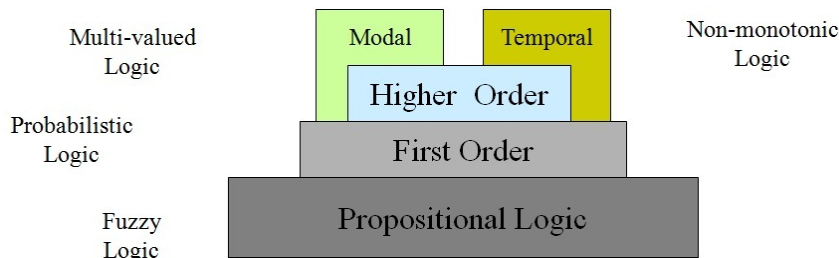 Multi-valued
Logic
Modal
Temporal
Non-monotonic
Logic
Higher Order
Probabilistic
Logic
First Order
Propositional Logic
Fuzzy
Logic